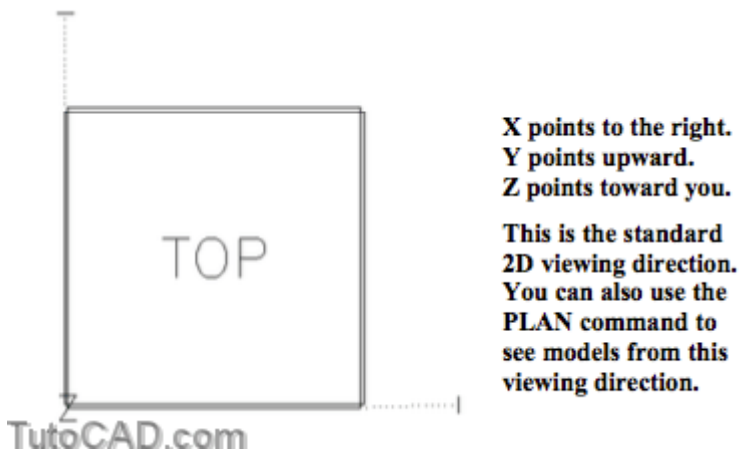 TOP
Z
TutoCAD.com
X points to the right.
Y points upward.
Z points toward you.
This is the standard
2D viewing direction.
You can also use the
PLAN command to
see models from this
viewing direction.